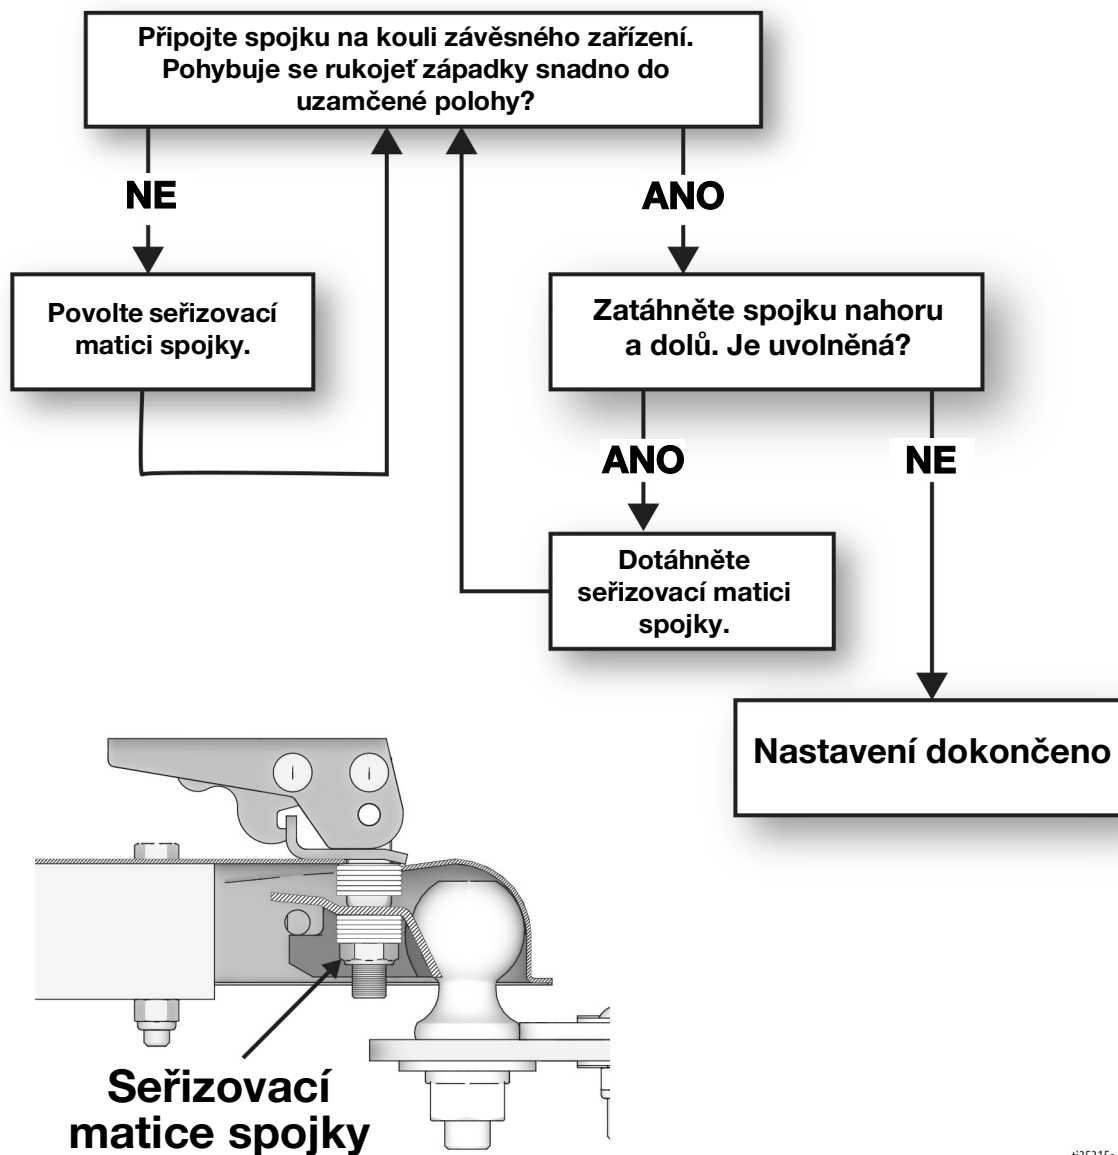 Připojte spojku na kouli závěsného zařízení.
Pohybuje se rukojeť západky snadno do
uzamčené polohy?
NE
ANO
Povolte seřizovací
matici spojky.
Zatáhněte spojku nahoru
a dolů. Je uvolněná?
ANO
NE
Dotáhněte
seřizovací matici
spojky.
Nastavení dokončeno
Seřizovací
matice spojky